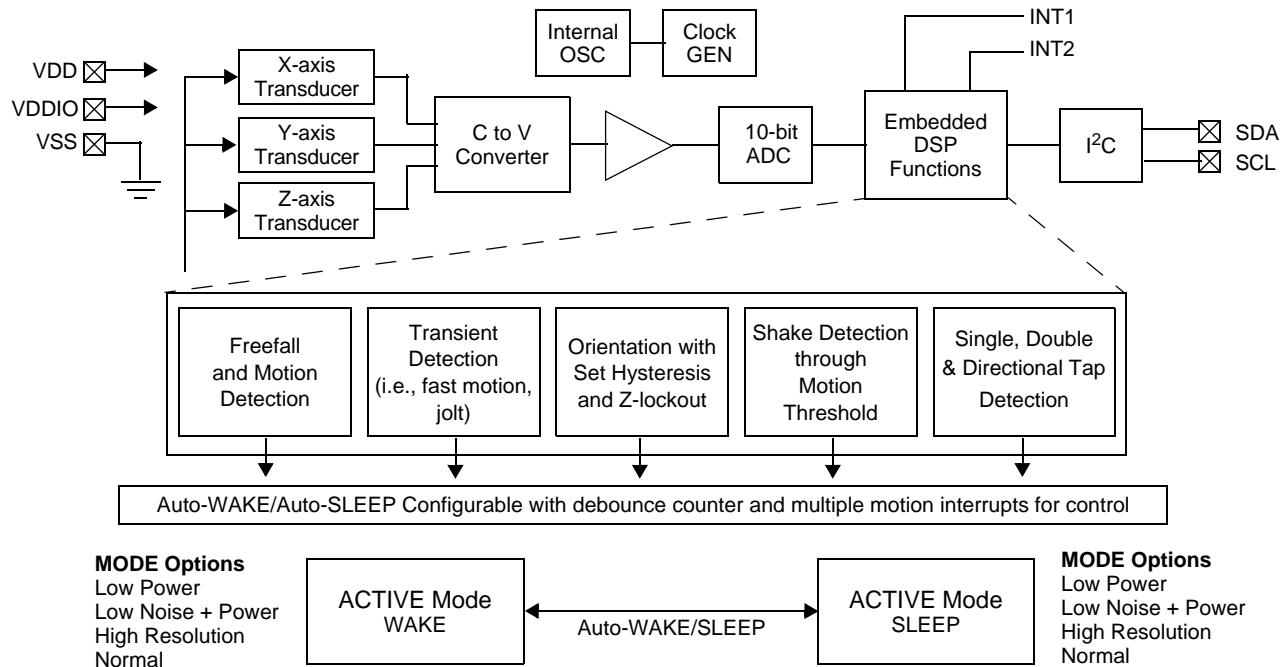 INT1
INT2
Internal
OSC
Clock
GEN
VDD
VDDIO
VSS
X-axis
Transducer
Y-axis
Transducer
Z-axis
Transducer
C to V
Converter
10-bit
ADC
Embedded
DSP
Functions
I²C
SDA
SCL
Freefall
and Motion
Detection
Transient
Detection
(i.e., fast motion,
jolt)
Orientation with
Set Hysteresis
and Z-lockout
Shake Detection
through
Motion
Threshold
Single, Double
& Directional Tap
Detection
Auto-WAKE/Auto-SLEEP Configurable with debounce counter and multiple motion interrupts for control
MODE Options
Low Power
Low Noise + Power
High Resolution
Normal
ACTIVE Mode
WAKE
Auto-WAKE/SLEEP
ACTIVE Mode
SLEEP
MODE Options
Low Power
Low Noise + Power
High Resolution
Normal